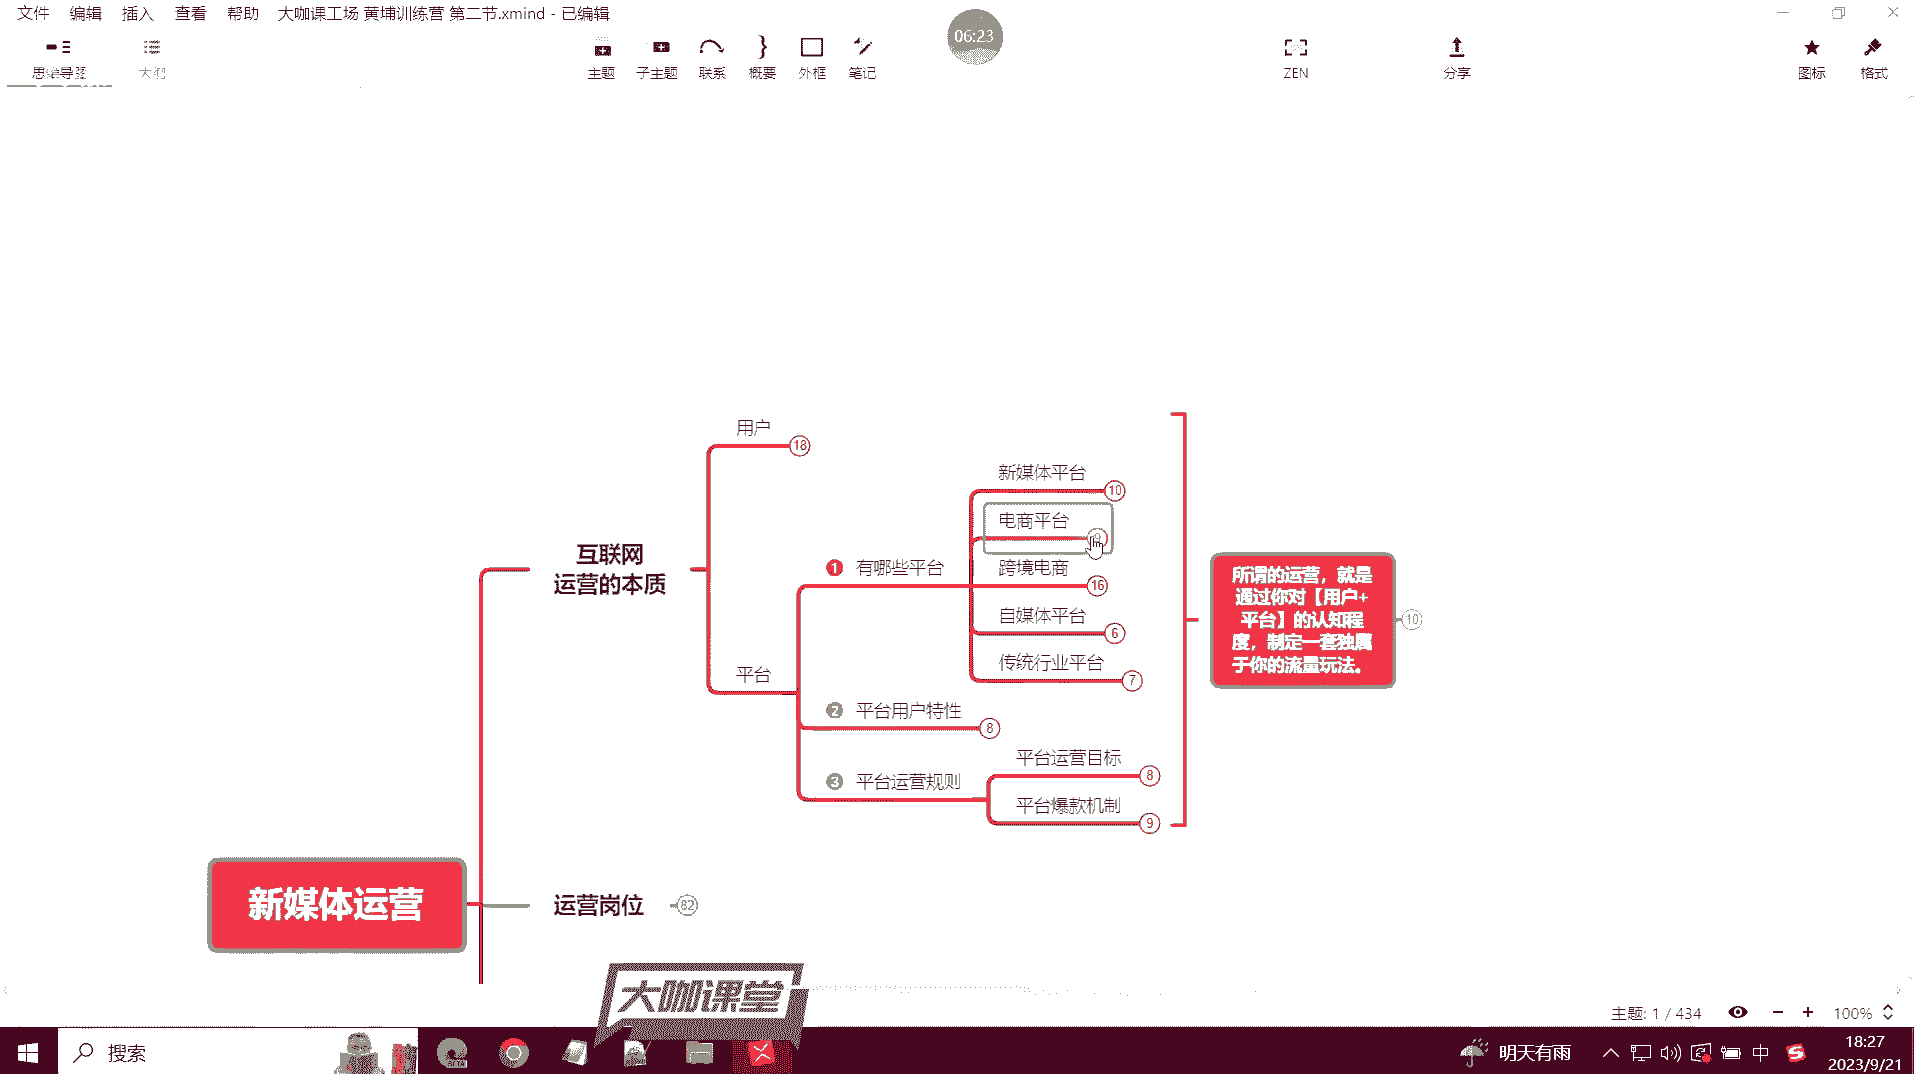 文件 编辑 插入 查看 帮助 大咖课工场 黄埔训练营 第二节.xmind - 已编辑
06:23
思维导图 大纲 主题 子主题 联系 概要 外框 笔记 ZEN 分享 图标 格式
用户 18
新媒体平台 10
电商平台
1 有哪些平台
跨境电商 16
自媒体平台 6
传统行业平台 7
互联网
运营的本质
平台
2 平台用户特性 8
3 平台运营规则
平台运营目标 8
平台爆款机制 9
所谓的运营，就是
通过你对【用户+
平台】的认知程
度，制定一套独属
于你的流量玩法。
10
新媒体运营
运营岗位 82
大咖课堂
主题: 1 / 434 100%
搜索
BETA
明天有雨
中
18:27
2023/9/21